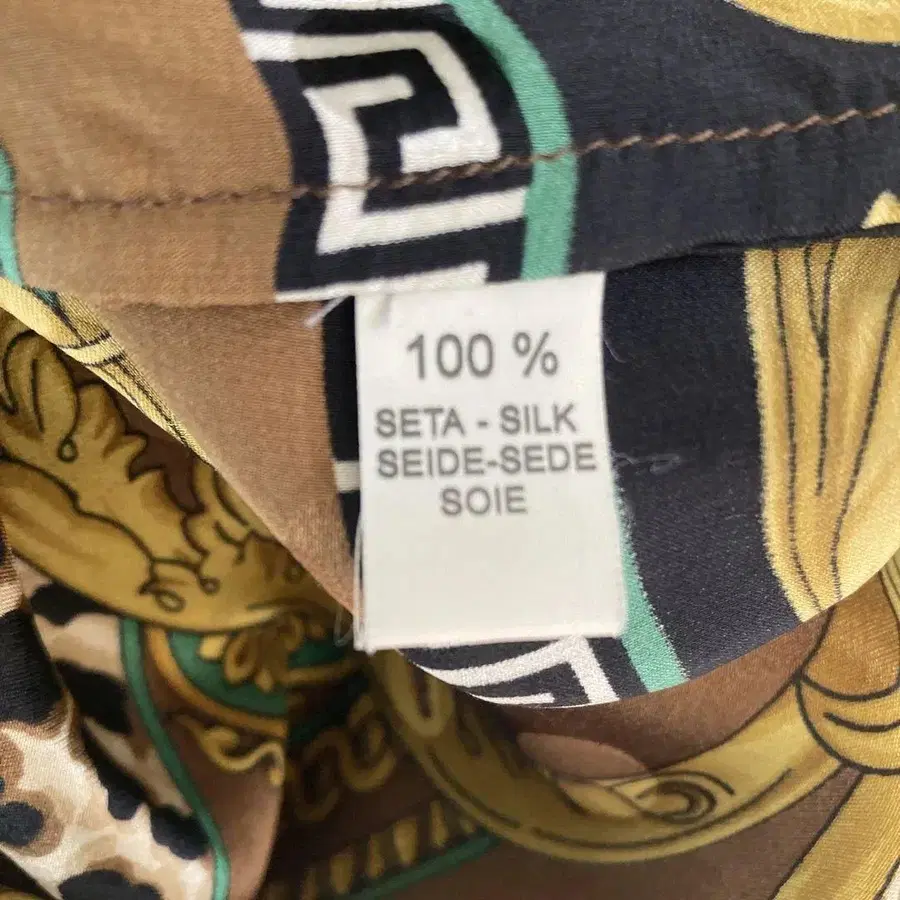 100 %
SETA - SILK
SEIDE-SEDE
SOIE